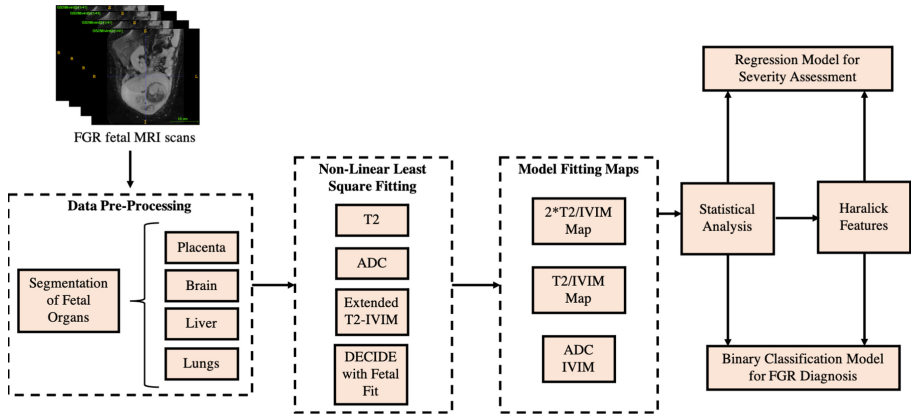 FGR fetal MRI scans
Data Pre-Processing
Segmentation
of Fetal
Organs
Placenta
Brain
Liver
Lungs
Non-Linear Least
Square Fitting
T2
ADC
Extended
T2-IVIM
DECIDE
with Fetal
Fit
Model Fitting Maps
2*T2/IVIM
Map
T2/IVIM
Map
ADC
IVIM
Statistical
Analysis
Haralick
Features
Regression Model for
Severity Assessment
Binary Classification Model
for FGR Diagnosis